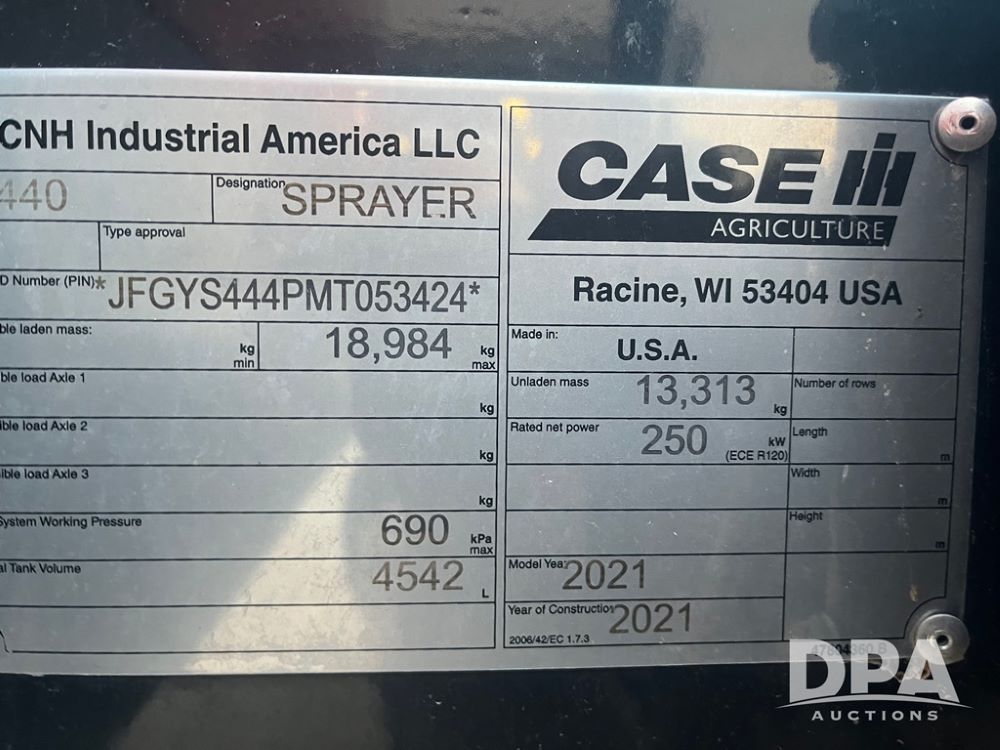 CNH Industrial America LLC
440
Designation SPRAYER
Type approval
D Number (PIN) *JFGYS444PMT053424*
ble laden mass:
kg min
18,984 kg max
ble load Axle 1
kg
ible load Axle 2
kg
ible load Axle 3
kg
System Working Pressure 690 kPa max
al Tank Volume 4542 L
CASE IH
AGRICULTURE
Racine, WI 53404 USA
Made in: U.S.A.
Unladen mass 13,313 kg
Number of rows
Rated net power 250 kW (ECE R120)
Length m
Width m
Height m
Model Year 2021
Year of Construction 2021
2006/42/EC 1.7.3
DPA
AUCTIONS